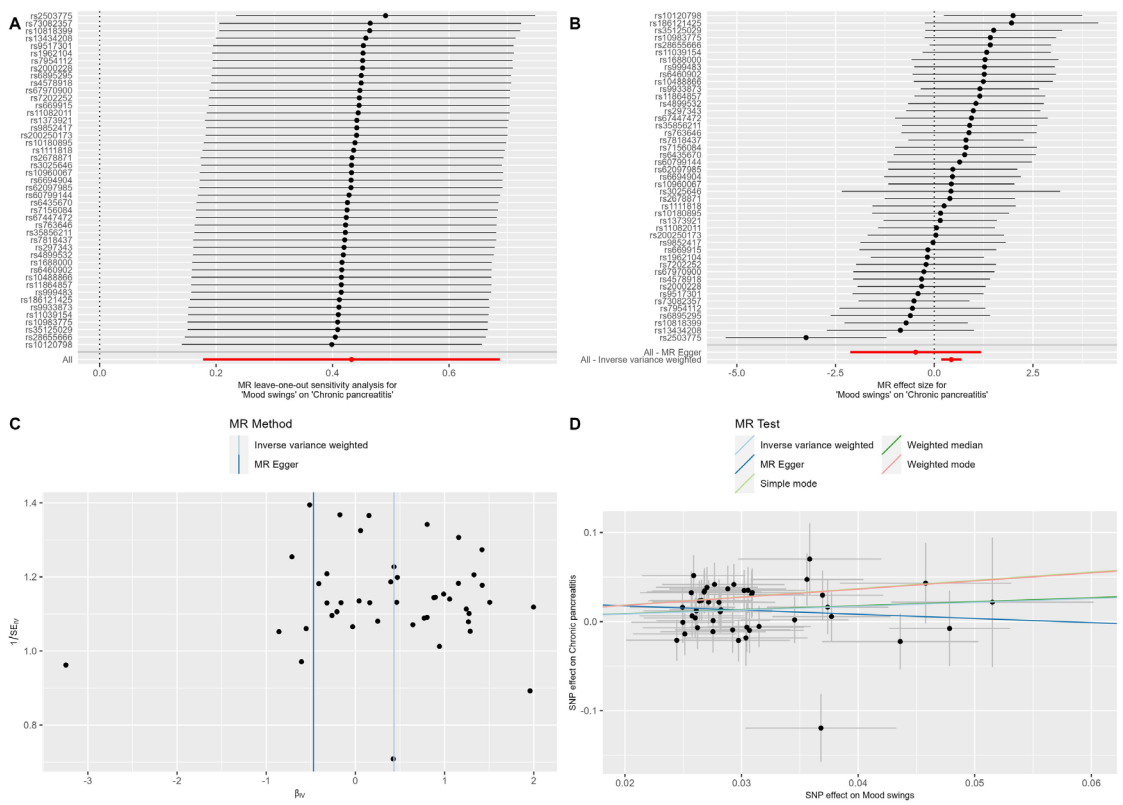 A
rs2503775
rs73082357
rs10818399
rs13434208
rs9517301
rs1962104
rs7954112
rs2000228
rs6895295
rs4578918
rs67970900
rs7202252
rs669915
rs11082011
rs1373921
rs9852417
rs200250173
rs10180895
rs1111818
rs2678871
rs3025646
rs10960067
rs6694904
rs62097985
rs60799144
rs6435670
rs7156084
rs67447472
rs763646
rs35856211
rs7818437
rs297343
rs4899532
rs1688000
rs6460902
rs10488866
rs11864857
rs999483
rs186121425
rs9933873
rs11039154
rs10983775
rs35125029
rs28655666
rs10120798
All
0.0 0.2 0.4 0.6
MR leave-one-out sensitivity analysis for
'Mood swings' on 'Chronic pancreatitis'
B
rs10120798
rs186121425
rs35125029
rs10983775
rs28655666
rs11039154
rs1688000
rs999483
rs6460902
rs10488866
rs9933873
rs11864857
rs4899532
rs297343
rs67447472
rs35856211
rs763646
rs7818437
rs7156084
rs6435670
rs60799144
rs62097985
rs6694904
rs10960067
rs3025646
rs2678871
rs1111818
rs10180895
rs1373921
rs11082011
rs200250173
rs9852417
rs669915
rs1962104
rs7202252
rs67970900
rs4578918
rs2000228
rs9517301
rs73082357
rs7954112
rs6895295
rs10818399
rs13434208
rs2503775
All - MR Egger
All - Inverse variance weighted
-5.0 -2.5 0.0 2.5
MR effect size for
'Mood swings' on 'Chronic pancreatitis'
C
MR Method
Inverse variance weighted
MR Egger
1/SEIV
1.4
1.2
1.0
0.8
-3 -2 -1 0 1 2
βIV
D
MR Test
Inverse variance weighted
MR Egger
Simple mode
Weighted median
Weighted mode
SNP effect on Chronic pancreatitis
0.1
0.0
-0.1
0.02 0.03 0.04 0.05 0.06
SNP effect on Mood swings